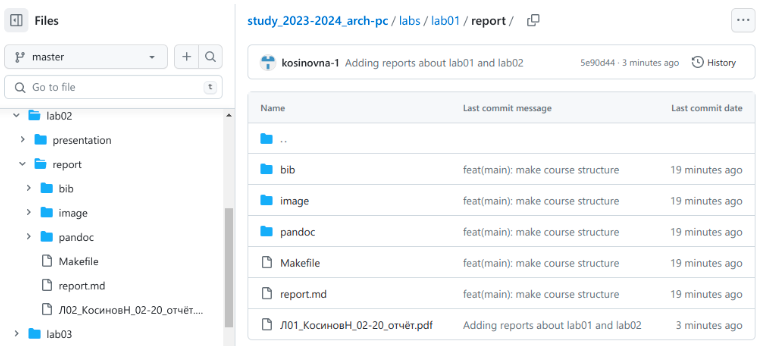 Files
master
Go to file
t
lab02
presentation
report
bib
image
pandoc
Makefile
report.md
Л02_КосиновН_02-20_отчёт....
lab03
study_2023-2024_arch-pc / labs / lab01 / report /
kosinovna-1 Adding reports about lab01 and lab02 5e90d44 · 3 minutes ago History
Name Last commit message Last commit date
..
bib feat(main): make course structure 19 minutes ago
image feat(main): make course structure 19 minutes ago
pandoc feat(main): make course structure 19 minutes ago
Makefile feat(main): make course structure 19 minutes ago
report.md feat(main): make course structure 19 minutes ago
Л01_КосиновН_02-20_отчёт.pdf Adding reports about lab01 and lab02 3 minutes ago